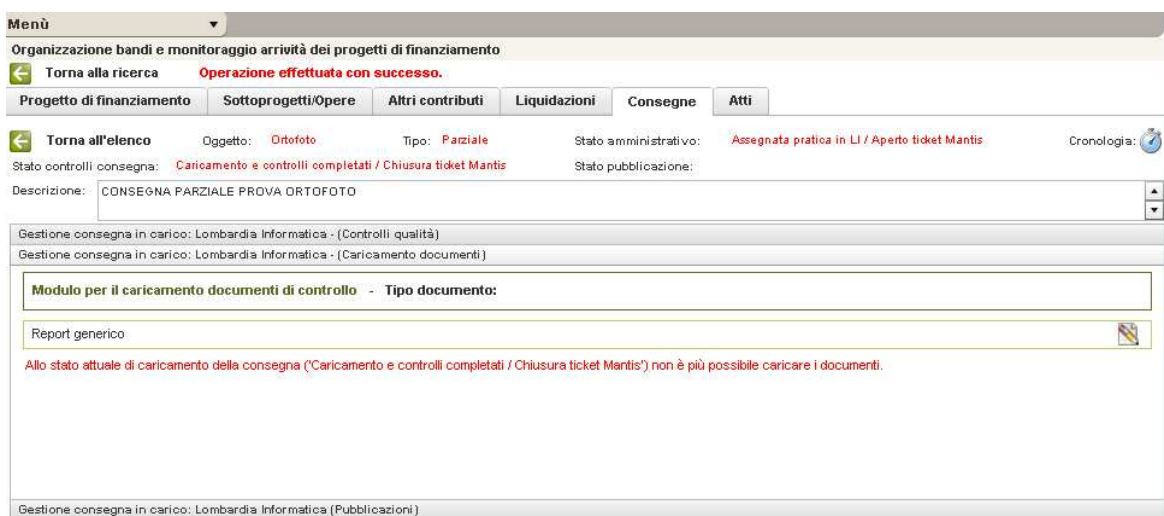 Menù
Organizzazione bandi e monitoraggio arrività dei progetti di finanziamento
Torna alla ricerca Operazione effettuata con successo.
Progetto di finanziamento Sottoprogetti/Opere Altri contributi Liquidazioni Consegne Atti
Torna all'elenco Oggetto: Ortofoto Tipo: Parziale Stato amministrativo: Assegnata pratica in LI / Aperto ticket Mantis Cronologia:
Stato controlli consegna: Caricamento e controlli completati / Chiusura ticket Mantis Stato pubblicazione:
Descrizione: CONSEGNA PARZIALE PROVA ORTOFOTO
Gestione consegna in carico: Lombardia Informatica - (Controlli qualità)
Gestione consegna in carico: Lombardia Informatica - (Caricamento documenti)
Modulo per il caricamento documenti di controllo - Tipo documento:
Report generico
Allo stato attuale di caricamento della consegna ('Caricamento e controlli completati / Chiusura ticket Mantis') non è più possibile caricare i documenti.
Gestione consegna in carico: Lombardia Informatica (Pubblicazioni)